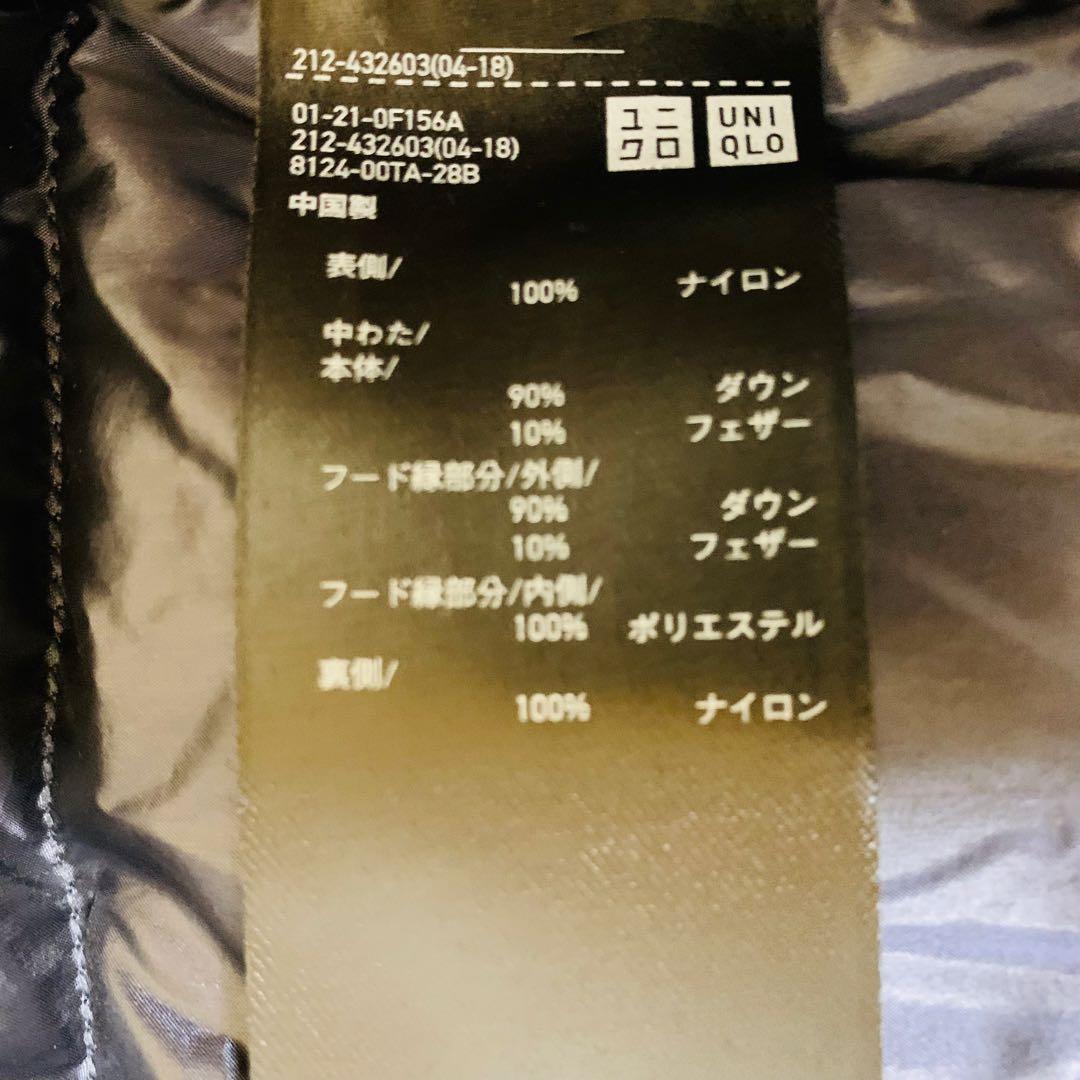 212-432603(04-18)
01-21-0F156A
212-432603(04-18)
8124-00TA-28B
ユニクロ
UNIQLO
中国製
表側/
100% ナイロン
中わた/
本体/
90% ダウン
10% フェザー
フード縁部分/外側/
90% ダウン
10% フェザー
フード縁部分/内側/
100% ポリエステル
裏側/
100% ナイロン